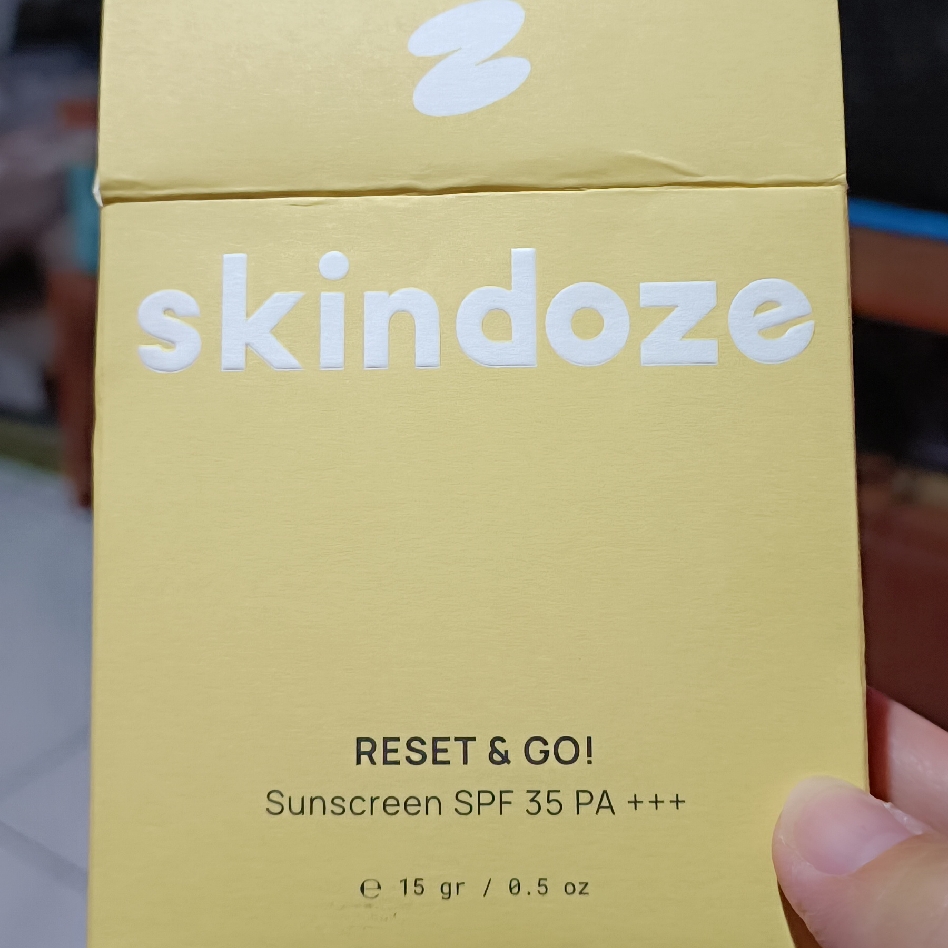 skindoze
RESET & GO!
Sunscreen SPF 35 PA +++
℮ 15 gr / 0.5 oz